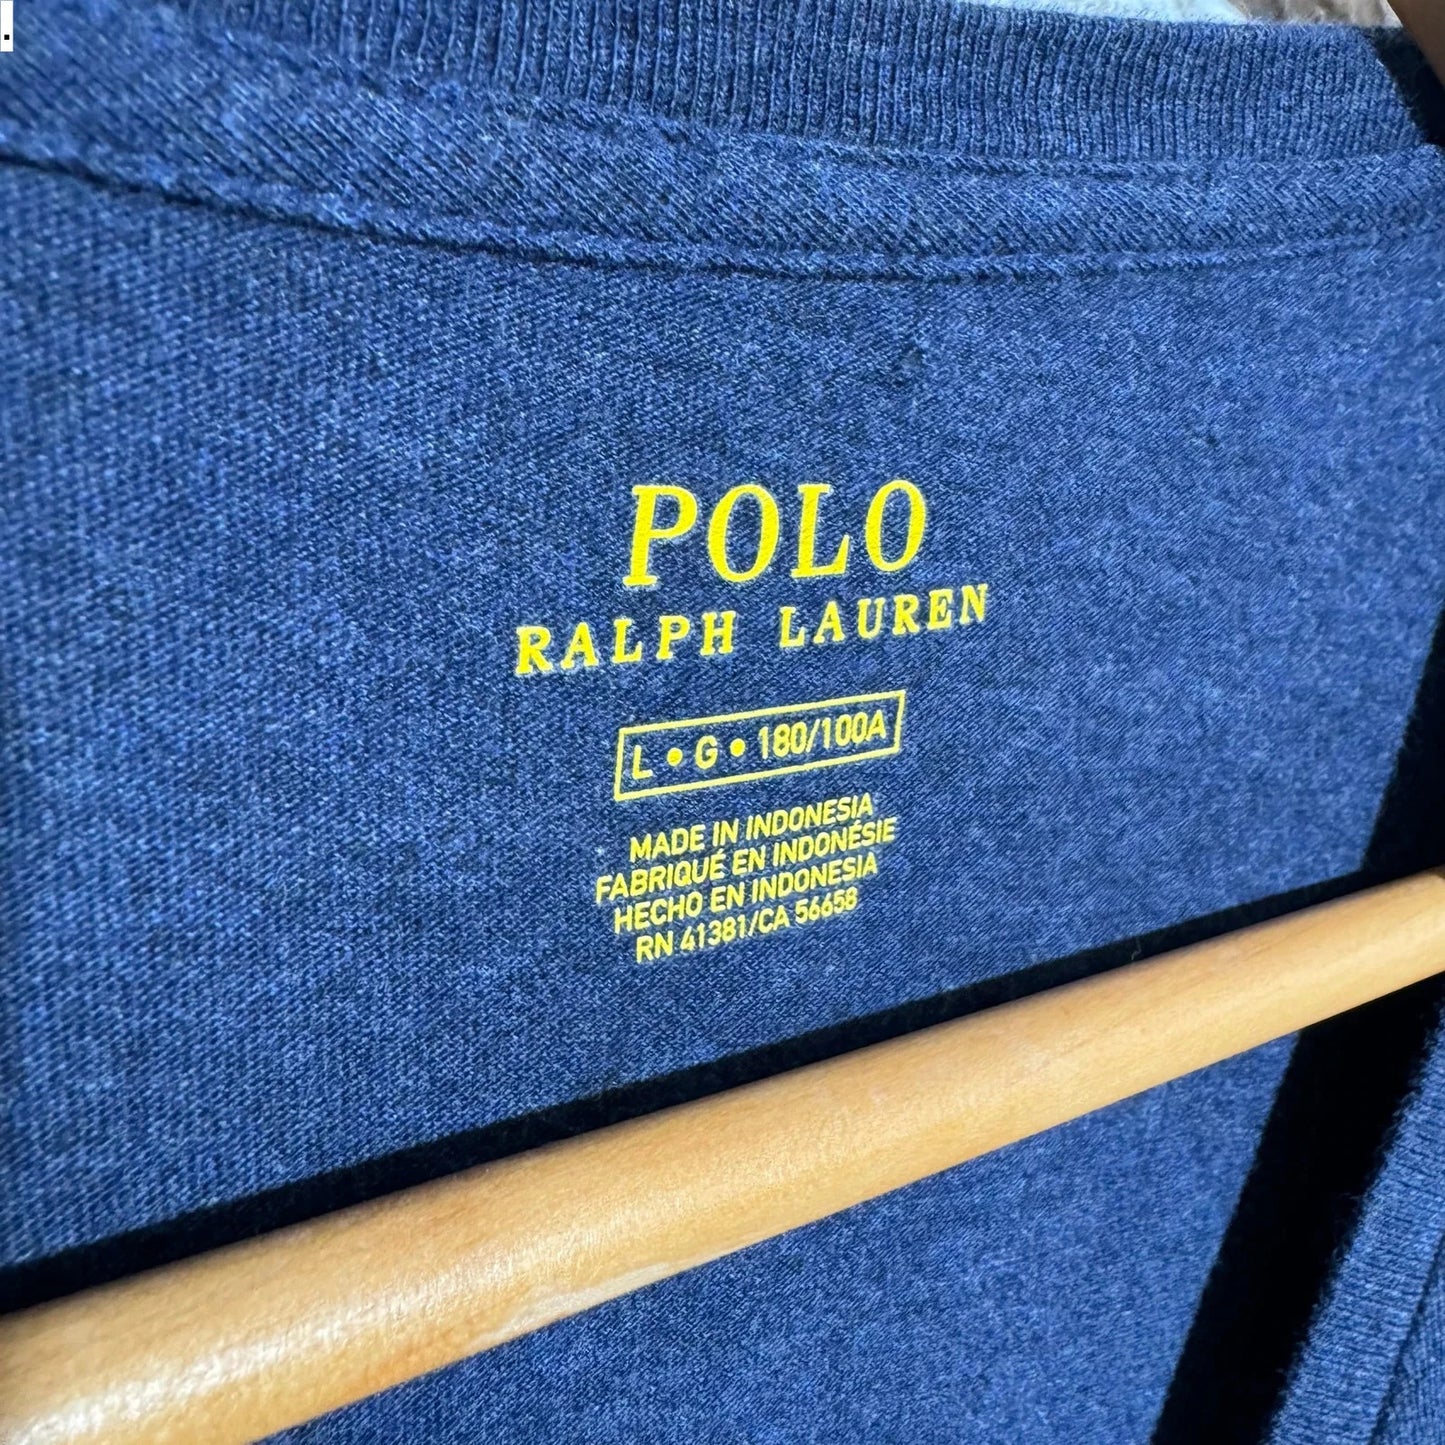 .
POLO
RALPH LAUREN
L • G • 180/100A
MADE IN INDONESIA
FABRIQUÉ EN INDONÉSIE
HECHO EN INDONESIA
RN 41381/CA 56658